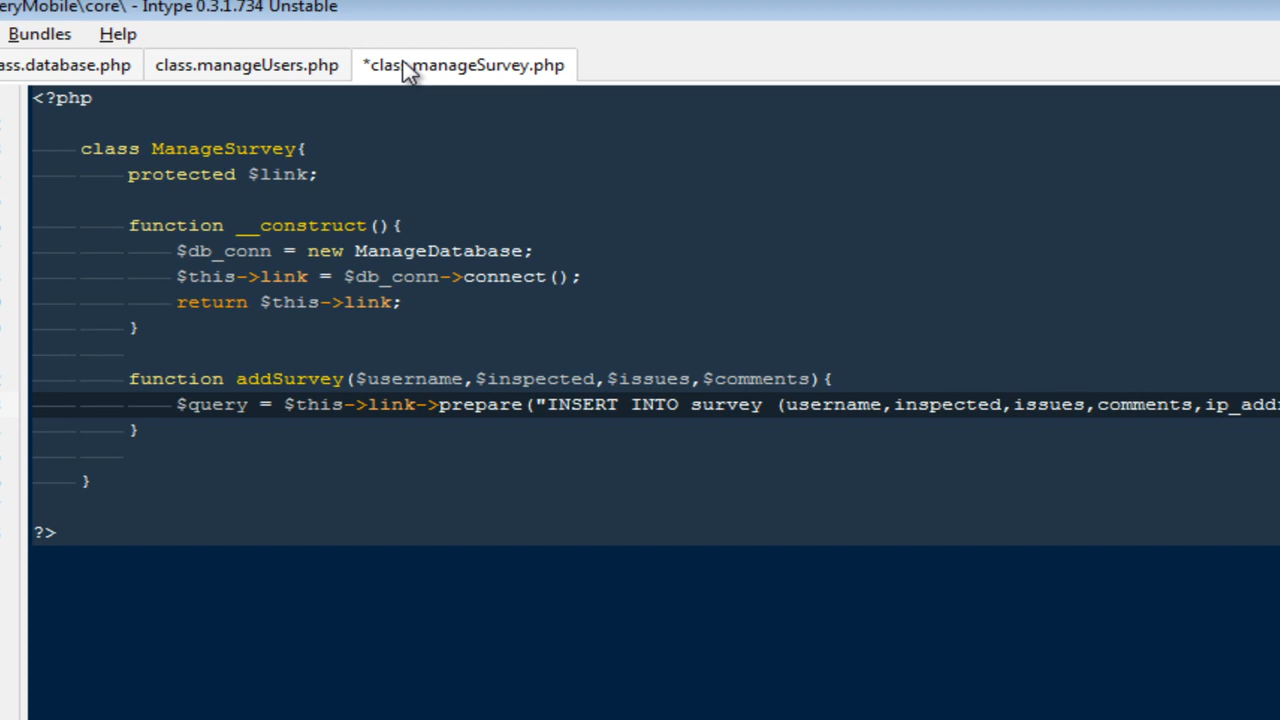 eryMobile\core\ - Intype 0.3.1.734 Unstable
Bundles Help
ass.database.php class.manageUsers.php *class.manageSurvey.php
<?php
class ManageSurvey{
protected $link;
function __construct(){
$db_conn = new ManageDatabase;
$this->link = $db_conn->connect();
return $this->link;
}
function addSurvey($username,$inspected,$issues,$comments){
$query = $this->link->prepare("INSERT INTO survey (username,inspected,issues,comments,ip_add
}
}
?>